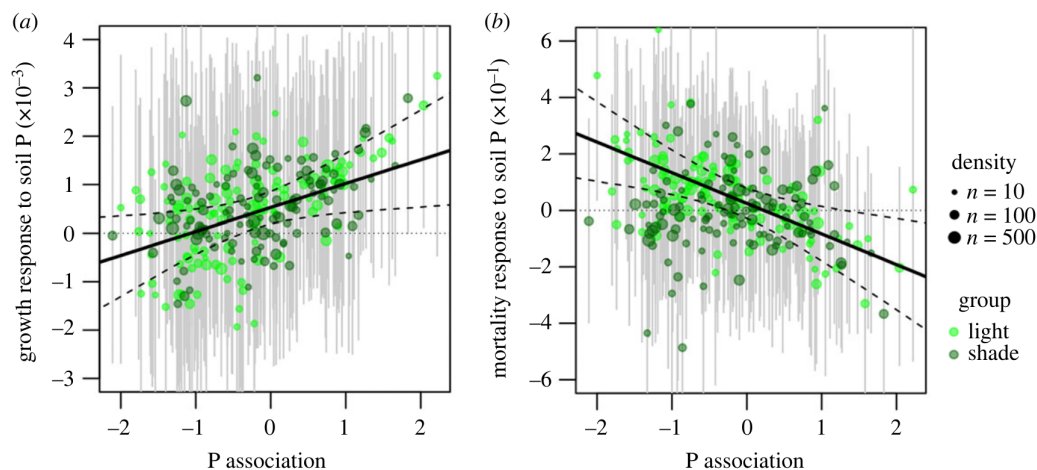 (a)
growth response to soil P (×10⁻³)
4
3
2
1
0
−1
−2
−3
−2 −1 0 1 2
P association
(b)
mortality response to soil P (×10⁻¹)
6
4
2
0
−2
−4
−6
−2 −1 0 1 2
P association
density
n = 10
n = 100
n = 500
group
light
shade